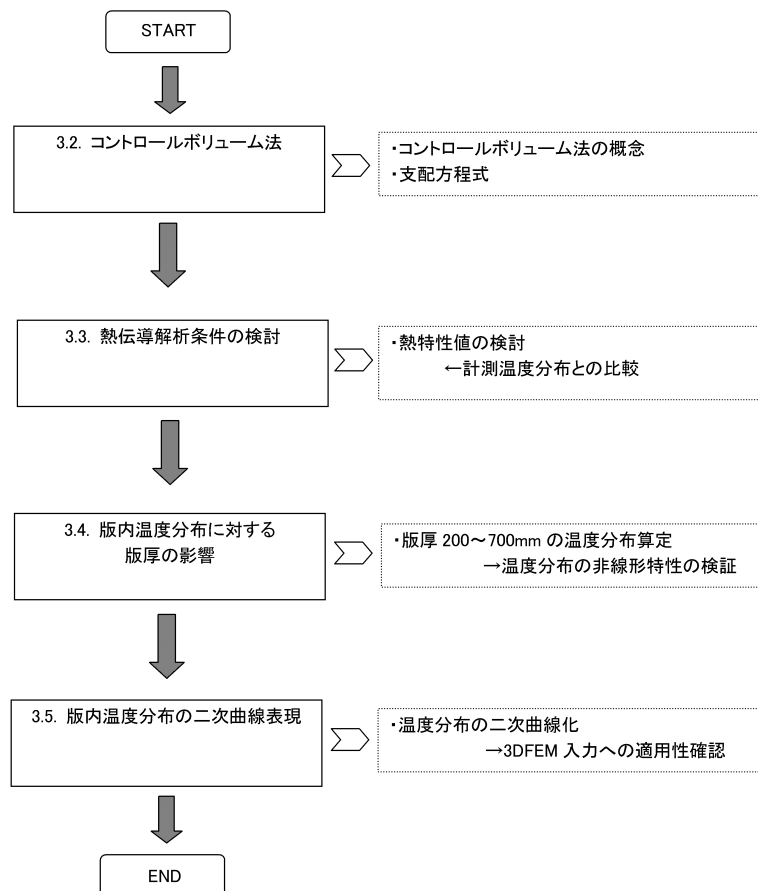 START
3.2. コントロールボリューム法
・コントロールボリューム法の概念
・支配方程式
3.3. 熱伝導解析条件の検討
・熱特性値の検討
←計測温度分布との比較
3.4. 版内温度分布に対する
版厚の影響
・版厚 200～700mm の温度分布算定
→温度分布の非線形特性の検証
3.5. 版内温度分布の二次曲線表現
・温度分布の二次曲線化
→3DFEM 入力への適用性確認
END